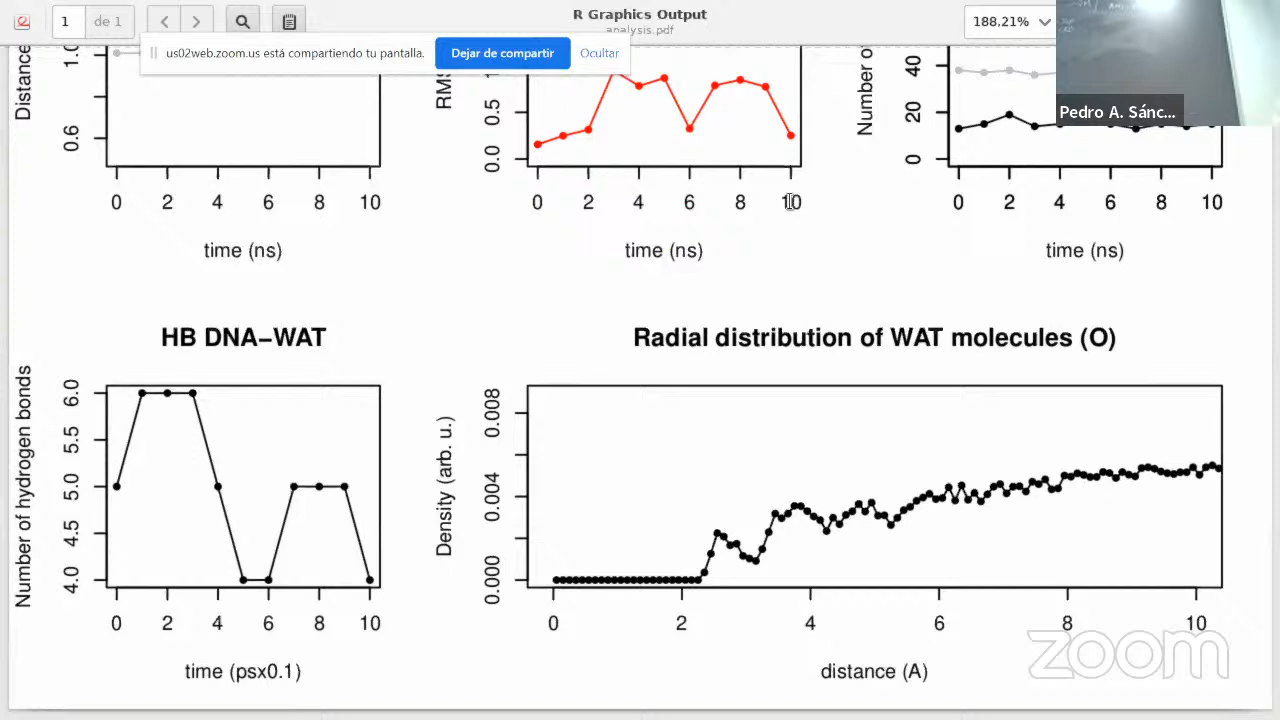 1 de 1
R Graphics Output
analysis.pdf
188,21%
us02web.zoom.us está compartiendo tu pantalla. Dejar de compartir Ocultar
Pedro A. Sánc...
Distance
0.6 1.0
0 2 4 6 8 10
time (ns)
RMS
0.0 0.5
0 2 4 6 8 10
time (ns)
Number o
0 20 40
0 2 4 6 8 10
time (ns)
HB DNA−WAT
Number of hydrogen bonds
4.0 4.5 5.0 5.5 6.0
0 2 4 6 8 10
time (psx0.1)
Radial distribution of WAT molecules (O)
Density (arb. u.)
0.000 0.004 0.008
0 2 4 6 8 10
distance (A)
zoom